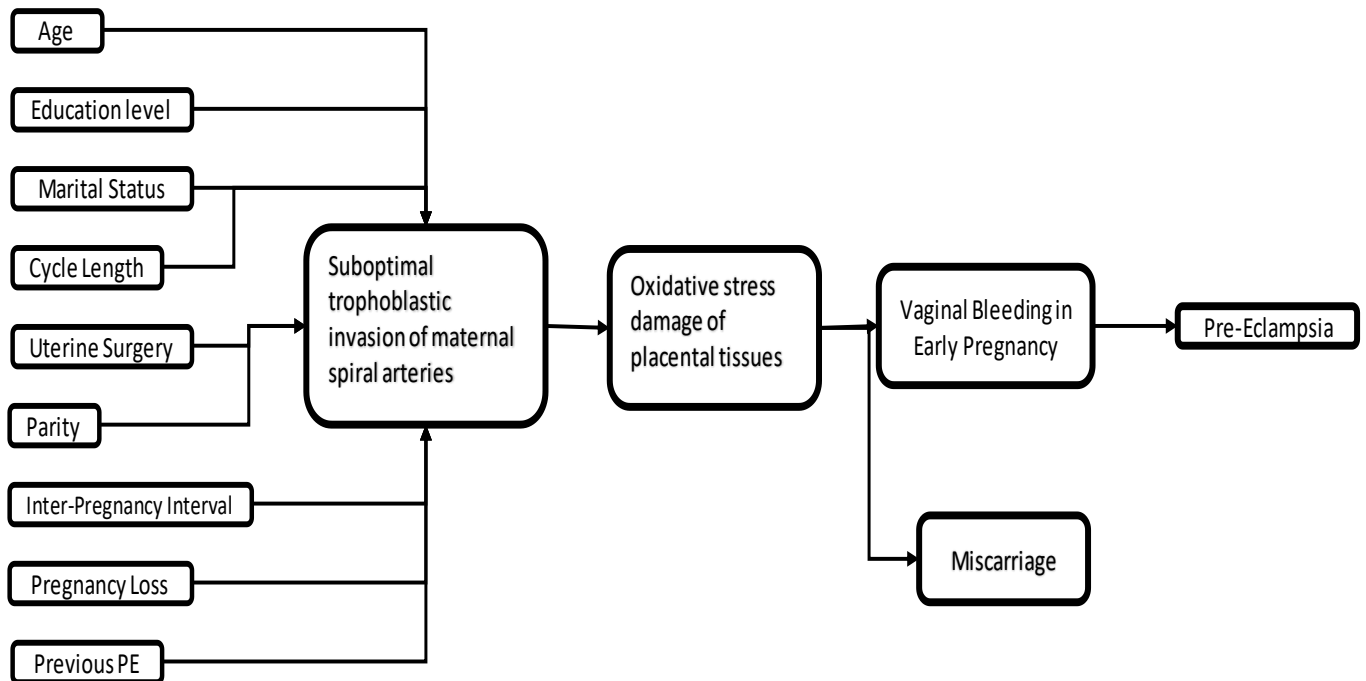 Age
Education level
Marital Status
Cycle Length
Uterine Surgery
Parity
Inter-Pregnancy Interval
Pregnancy Loss
Previous PE
Suboptimal
trophoblastic
invasion of maternal
spiral arteries
Oxidative stress
damage of
placental tissues
Vaginal Bleeding in
Early Pregnancy
Miscarriage
Pre-Eclampsia